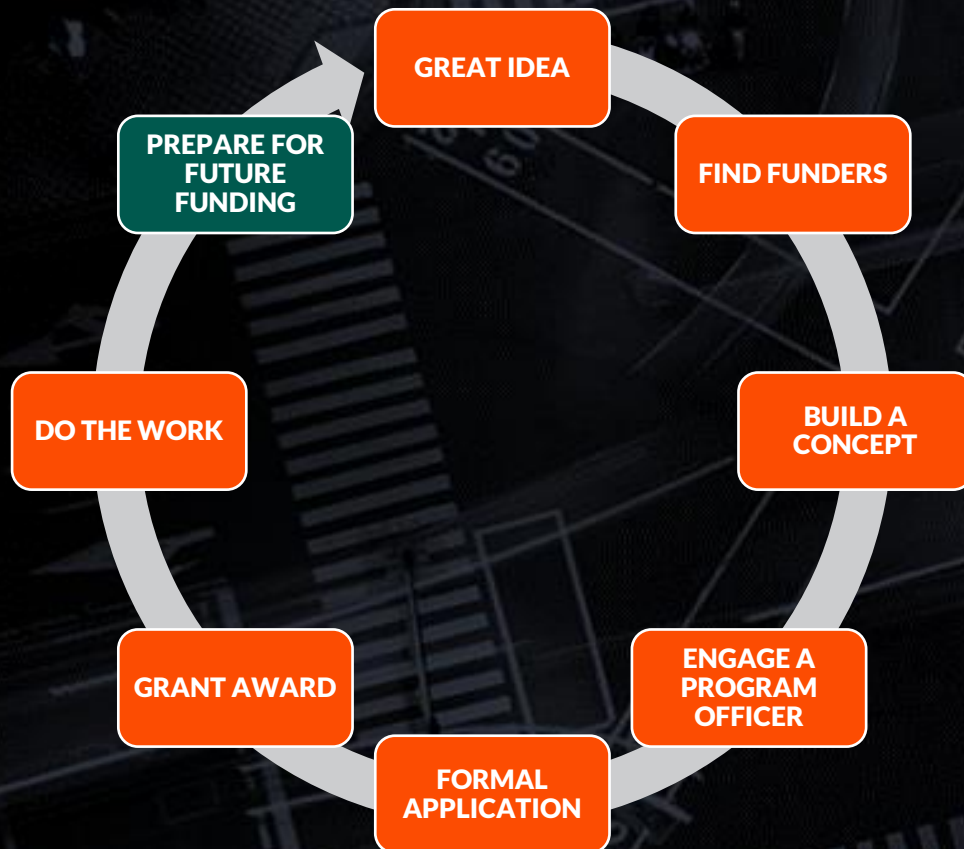 GREAT IDEA
FIND FUNDERS
BUILD A
CONCEPT
ENGAGE A
PROGRAM
OFFICER
FORMAL
APPLICATION
GRANT AWARD
DO THE WORK
PREPARE FOR
FUTURE
FUNDING